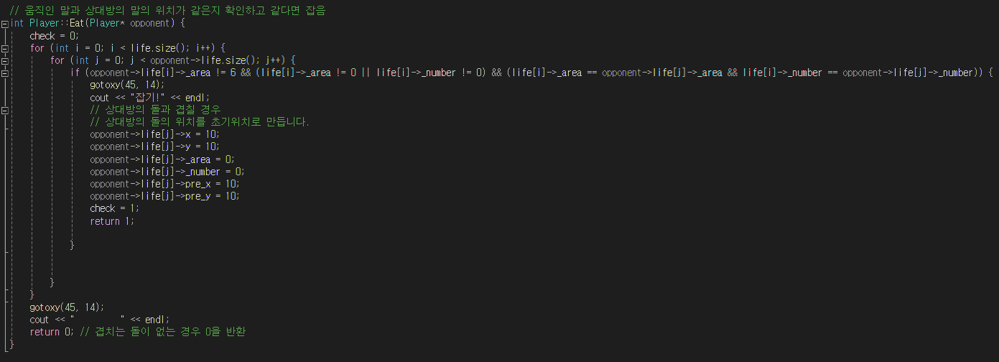 // 움직인 말과 상대방의 말의 위치가 같은지 확인하고 같다면 잡음
int Player::Eat(Player* opponent) {
check = 0;
for (int i = 0; i < life.size(); i++) {
for (int j = 0; j < opponent->life.size(); j++) {
if (opponent->life[i]->_area != 6 && (life[i]->_area != 0 || life[i]->_number != 0) && (life[i]->_area == opponent->life[j]->_area && life[i]->_number == opponent->life[j]->_number)) {
gotoxy(45, 14);
cout << "잡기!" << endl;
// 상대방의 돌과 겹칠 경우
// 상대방의 돌의 위치를 초기위치로 만듭니다.
opponent->life[j]->x = 10;
opponent->life[j]->y = 10;
opponent->life[j]->_area = 0;
opponent->life[j]->_number = 0;
opponent->life[j]->pre_x = 10;
opponent->life[j]->pre_y = 10;
check = 1;
return 1;
}
}
}
gotoxy(45, 14);
cout << "         " << endl;
return 0; // 겹치는 돌이 없는 경우 0을 반환
}